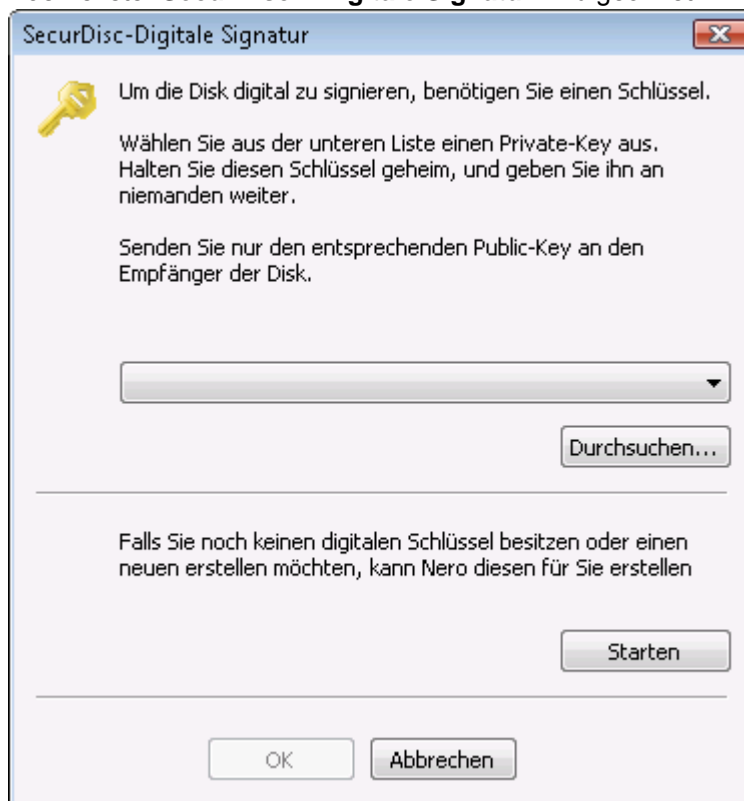 SecurDisc-Digitale Signatur
Um die Disk digital zu signieren, benötigen Sie einen Schlüssel.
Wählen Sie aus der unteren Liste einen Private-Key aus.
Halten Sie diesen Schlüssel geheim, und geben Sie ihn an
niemanden weiter.
Senden Sie nur den entsprechenden Public-Key an den
Empfänger der Disk.
Durchsuchen...
Falls Sie noch keinen digitalen Schlüssel besitzen oder einen
neuen erstellen möchten, kann Nero diesen für Sie erstellen
Starten
OK
Abbrechen